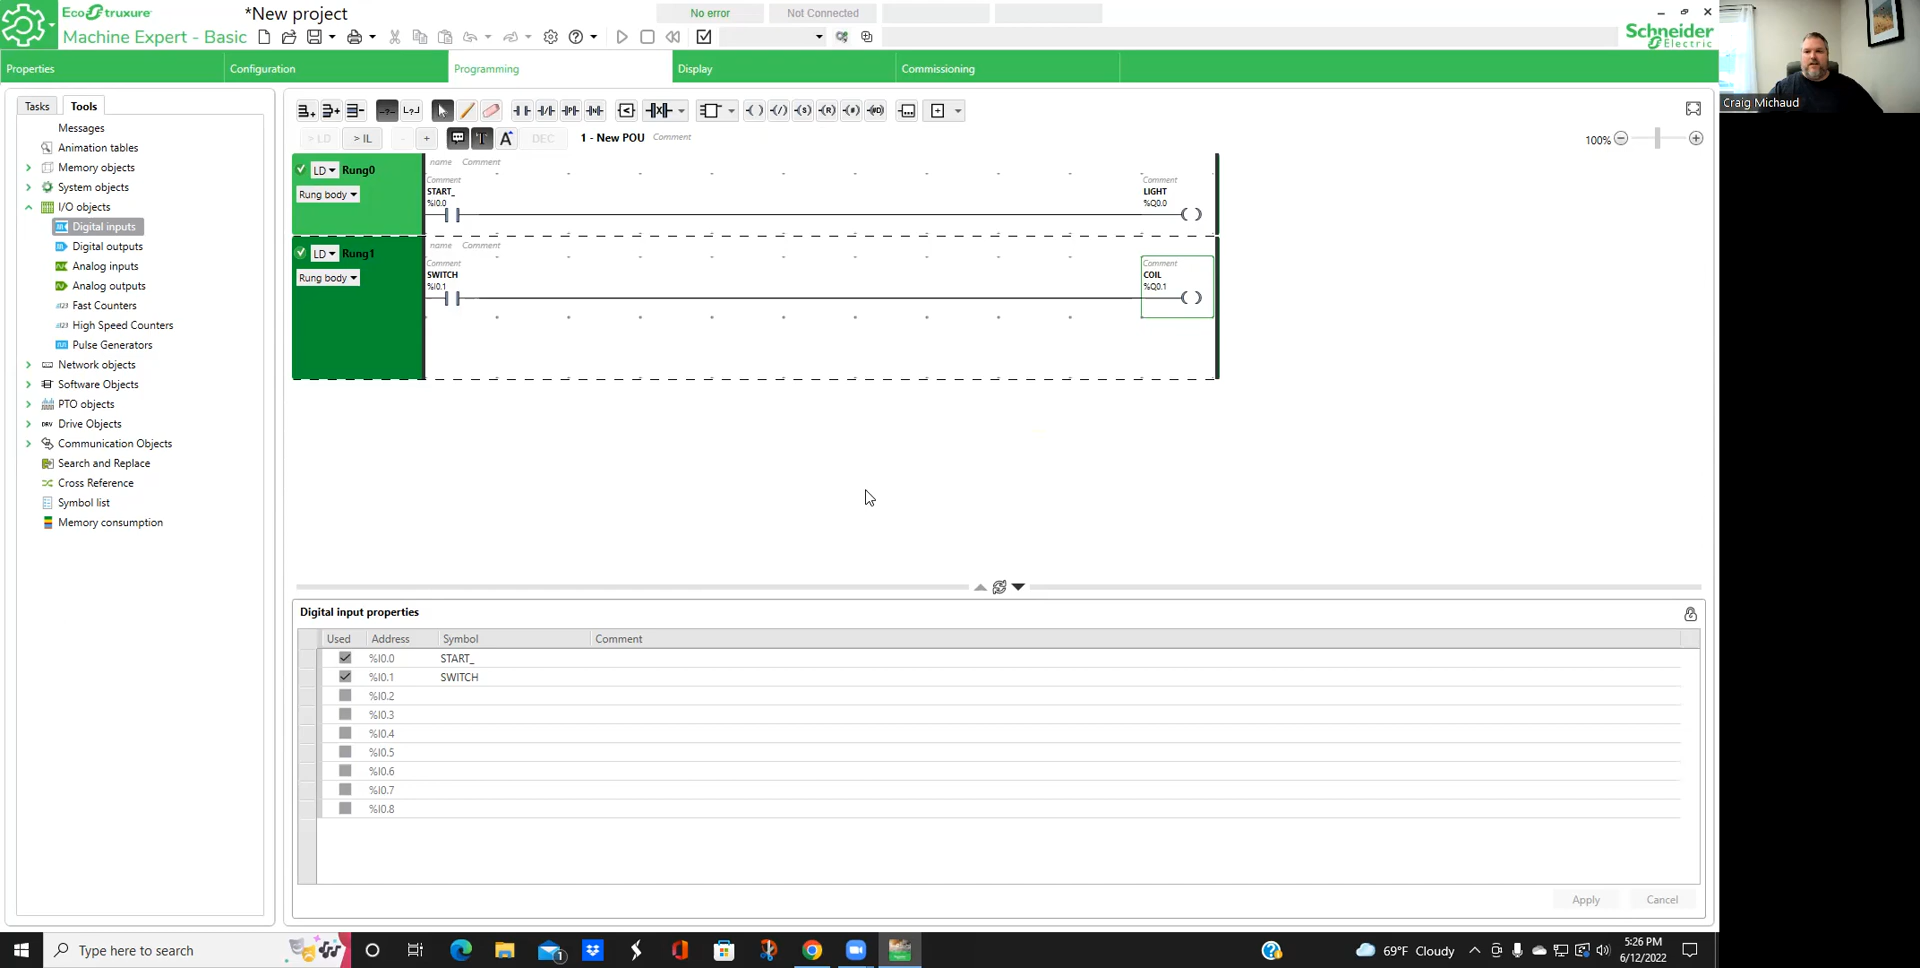 EcoStruxure
*New project
No error
Not Connected
Machine Expert - Basic
Schneider
Electric
Properties
Configuration
Programming
Display
Commissioning
Craig Michaud
Tasks
Tools
Messages
Animation tables
Memory objects
System objects
I/O objects
Digital inputs
Digital outputs
Analog inputs
Analog outputs
Fast Counters
High Speed Counters
Pulse Generators
Network objects
Software Objects
PTO objects
Drive Objects
Communication Objects
Search and Replace
Cross Reference
Symbol list
Memory consumption
> LD
> IL
DEC
1 - New POU
Comment
100%
LD
Rung0
Rung body
name Comment
Comment
START_
%I0.0
Comment
LIGHT
%Q0.0
LD
Rung1
Rung body
name Comment
Comment
SWITCH
%I0.1
Comment
COIL
%Q0.1
Digital input properties
Used Address Symbol Comment
%I0.0 START_
%I0.1 SWITCH
%I0.2
%I0.3
%I0.4
%I0.5
%I0.6
%I0.7
%I0.8
Apply
Cancel
Type here to search
69°F Cloudy
5:26 PM
6/12/2022